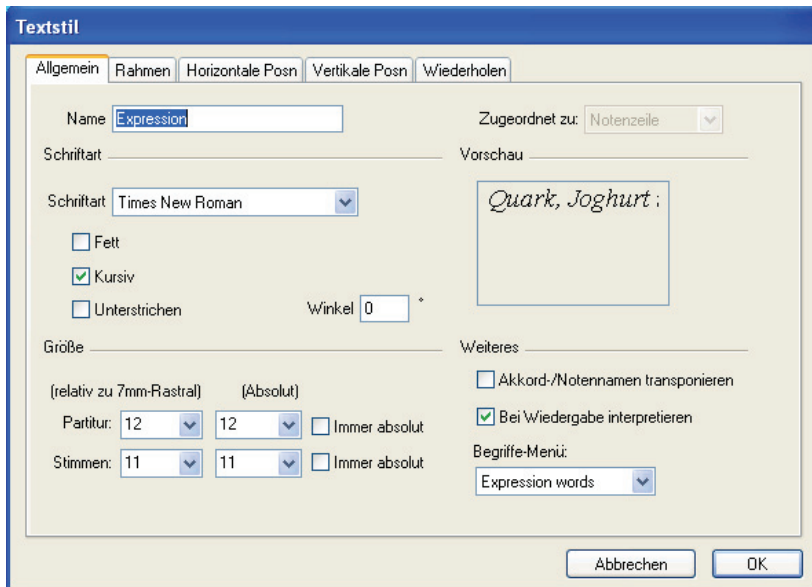 Textstil
Allgemein Rahmen Horizontale Posn Vertikale Posn Wiederholen
Name Expression
Zugeordnet zu: Notenzeile
Schriftart
Schriftart Times New Roman
Fett
Kursiv
Unterstrichen
Winkel 0 °
Vorschau
Quark, Joghurt
Größe
(relativ zu 7mm-Rastral) (Absolut)
Partitur: 12 12 Immer absolut
Stimmen: 11 11 Immer absolut
Weiteres
Akkord-/Notennamen transponieren
Bei Wiedergabe interpretieren
Begriffe-Menü:
Expression words
Abbrechen OK